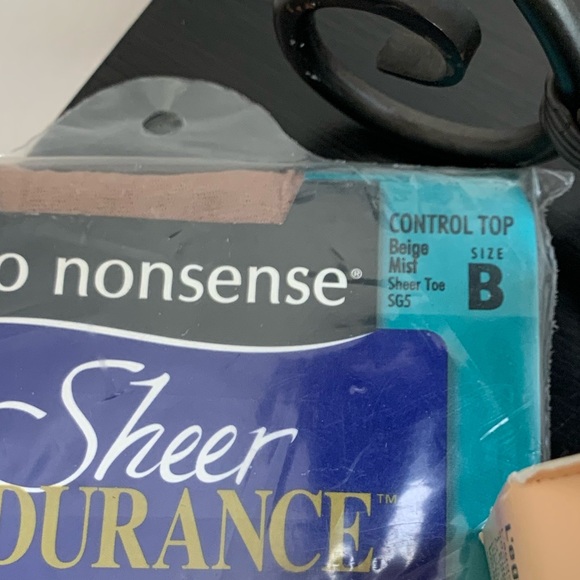 CONTROL TOP
Beige
Mist
SIZE
Sheer Toe
SG5
B
o nonsense®
Sheer
DURANCE™